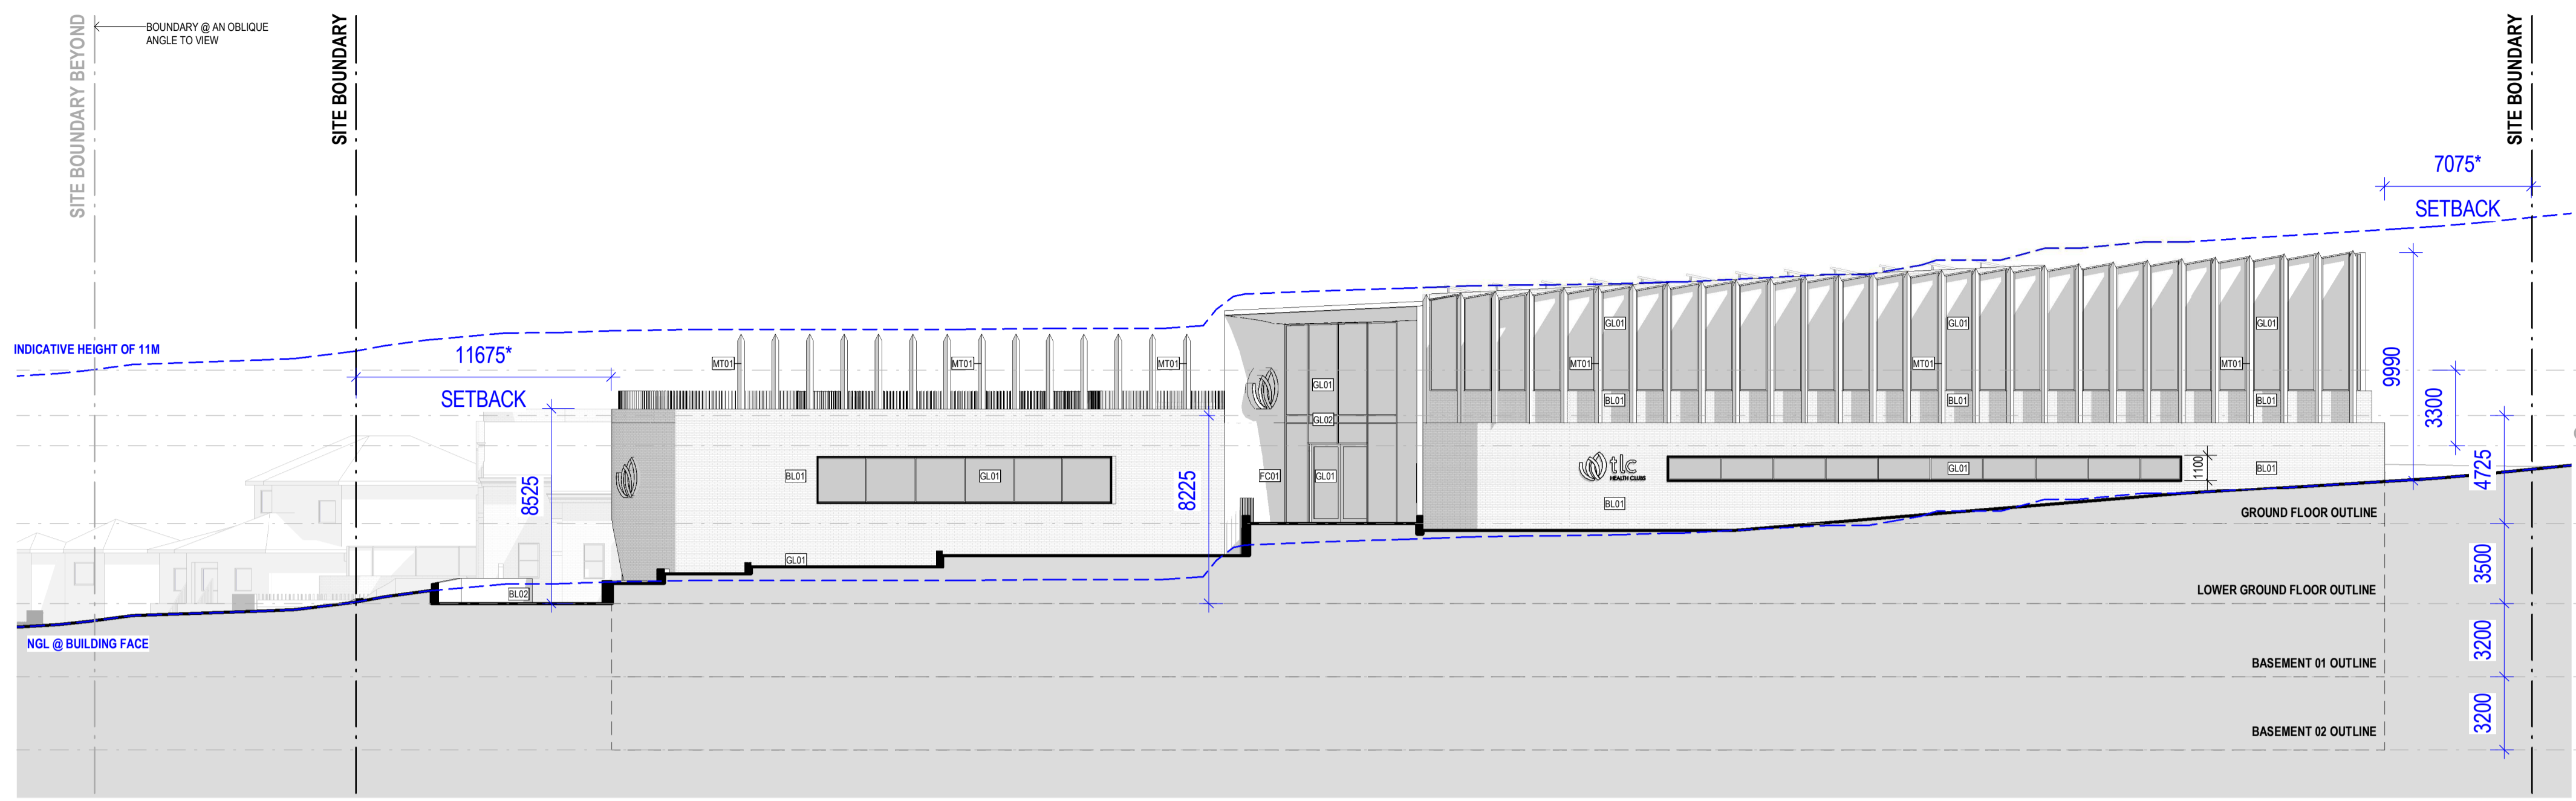 SITE BOUNDARY BEYOND
BOUNDARY @ AN OBLIQUE
ANGLE TO VIEW
SITE BOUNDARY
SITE BOUNDARY
7075*
SETBACK
INDICATIVE HEIGHT OF 11M
11675*
SETBACK
MT01
MT01
MT01
GL01
GL01
GL01
MT01
MT01
MT01
9990
3300
GL01
GL02
BL01
BL01
BL01
8525
BL01
GL01
8225
FC01
GL01
tlc
HEALTH CLUBS
GL01
1100
BL01
4725
BL01
GROUND FLOOR OUTLINE
GL01
3500
BL02
LOWER GROUND FLOOR OUTLINE
NGL @ BUILDING FACE
3200
BASEMENT 01 OUTLINE
3200
BASEMENT 02 OUTLINE